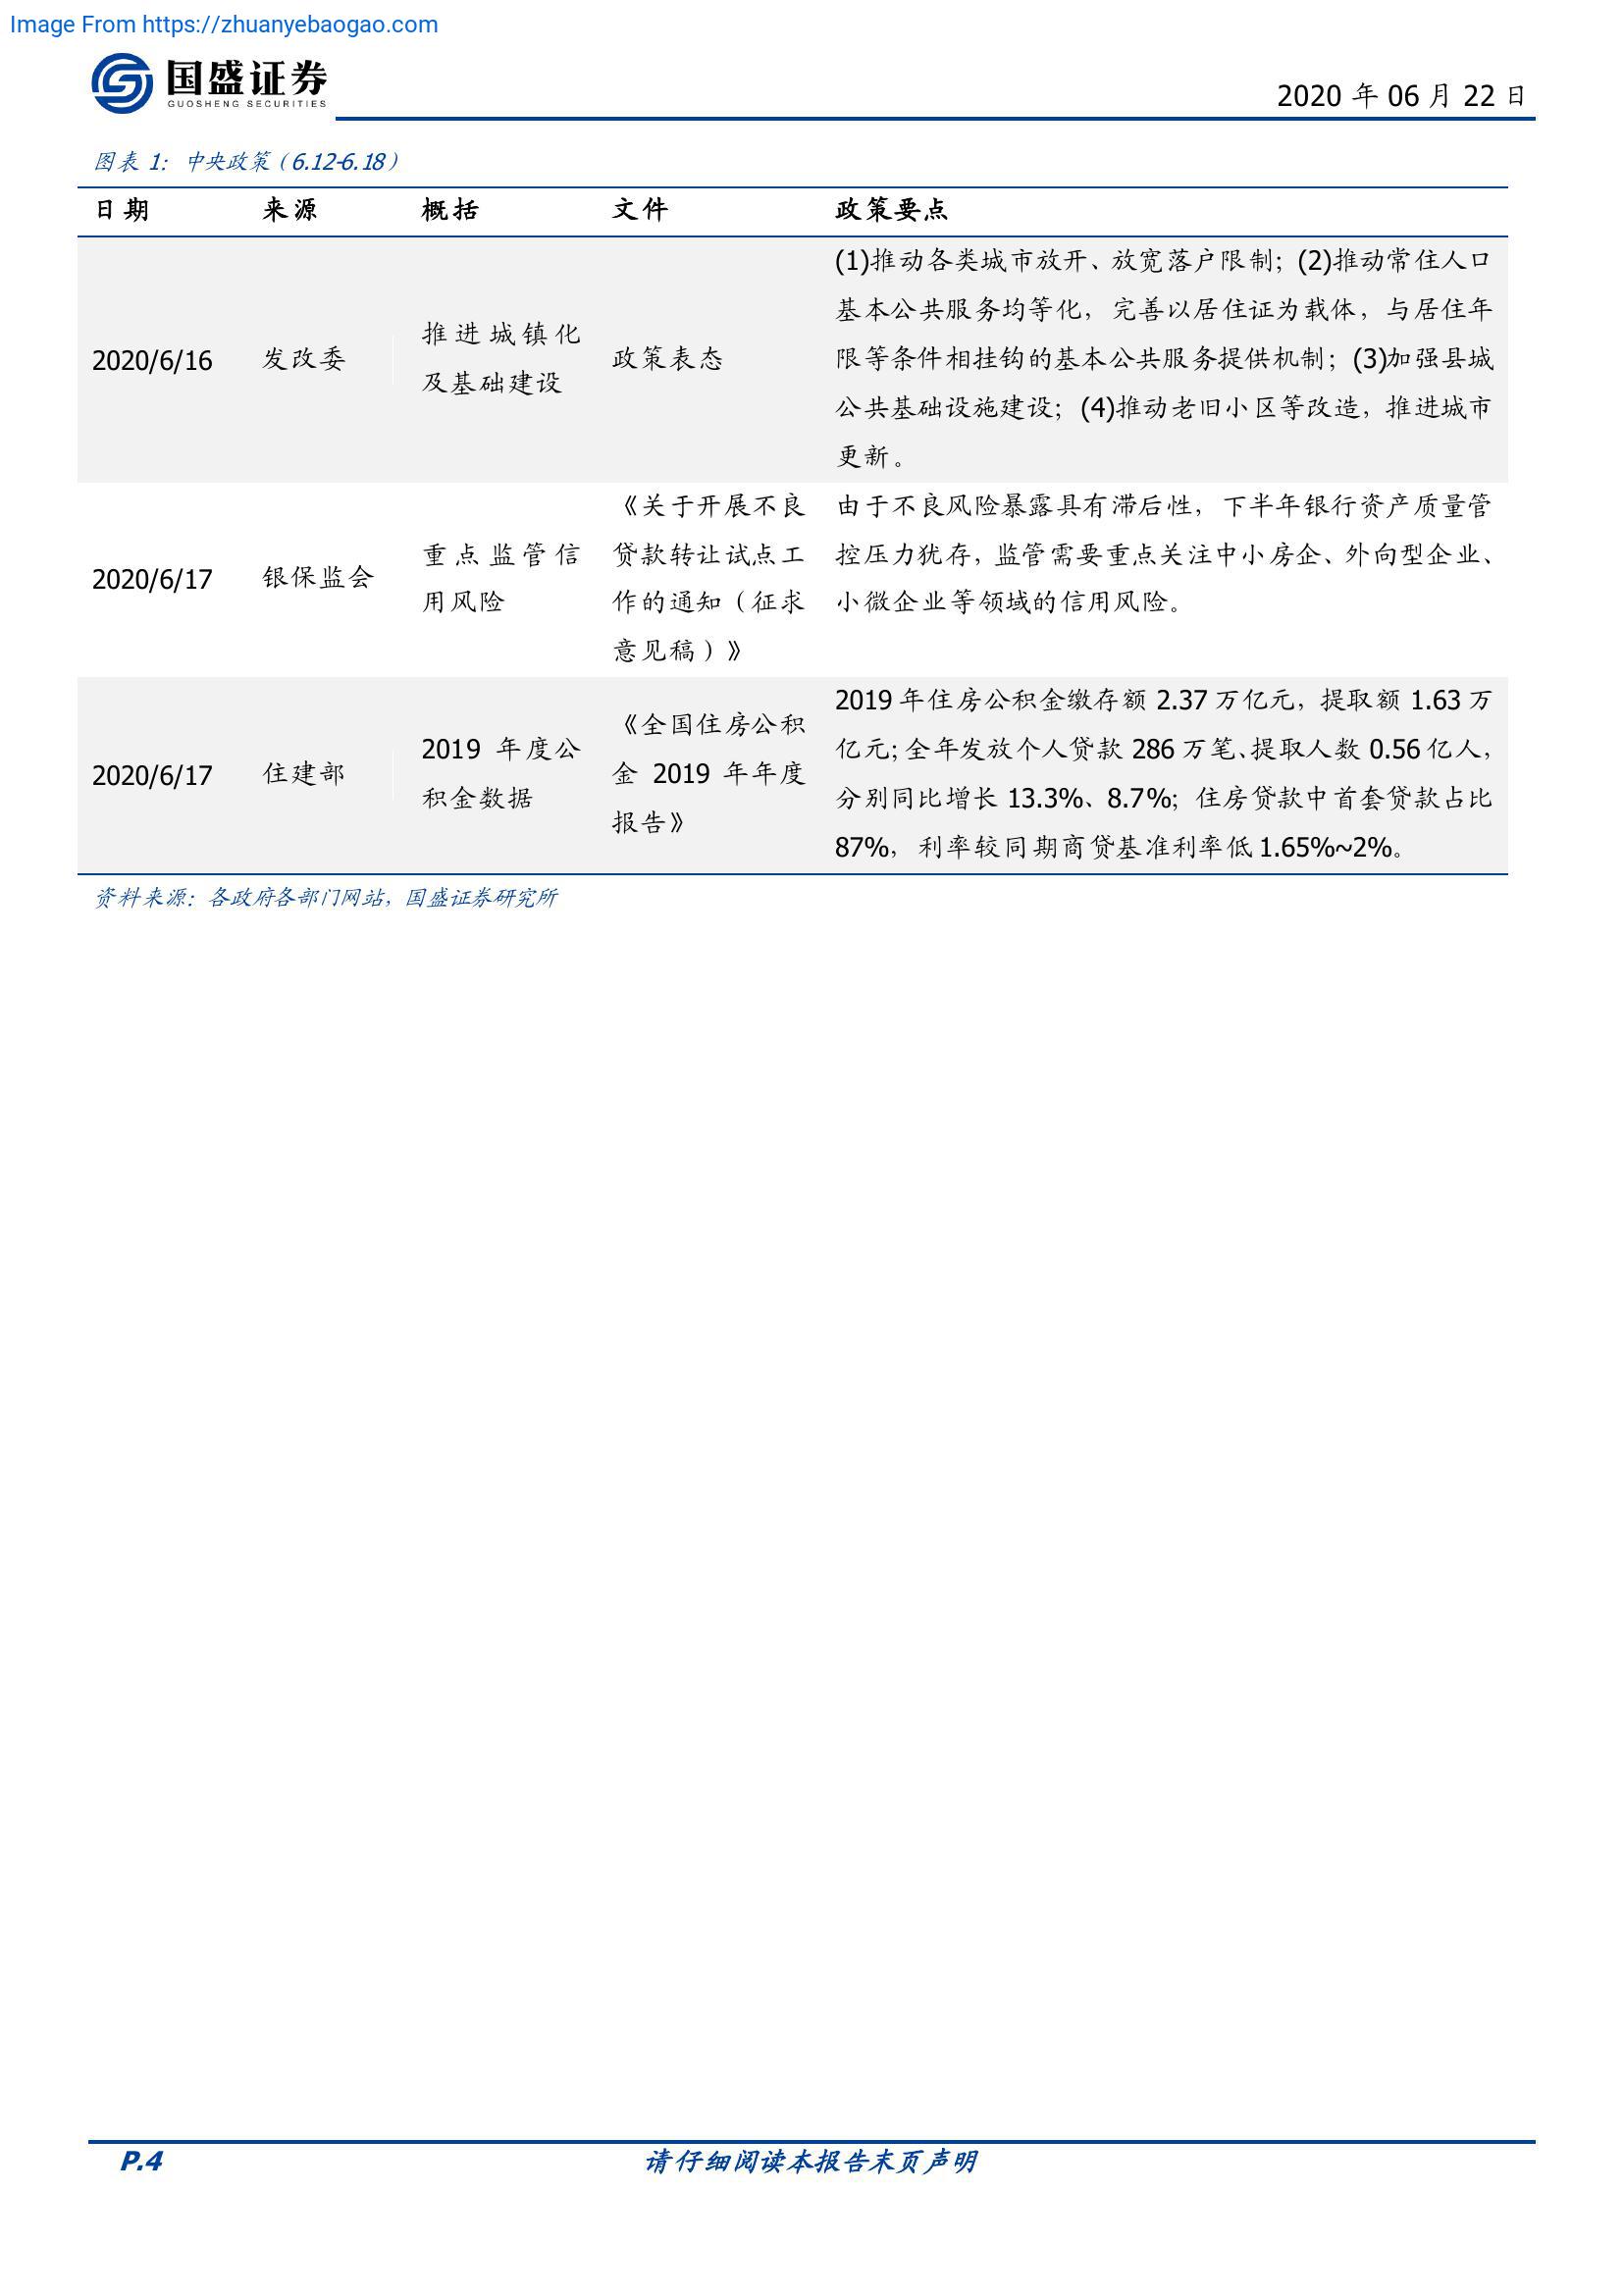 Image From https://zhuanyebaogao.com
国盛证券
GUOSHENG SECURITIES
2020 年 06 月 22 日
图表 1：中央政策（6.12-6.18）
日期 来源 概括 文件 政策要点
2020/6/16
发改委
推进城镇化
及基础建设
政策表态
(1)推动各类城市放开、放宽落户限制；(2)推动常住人口
基本公共服务均等化，完善以居住证为载体，与居住年
限等条件相挂钩的基本公共服务提供机制；(3)加强县城
公共基础设施建设；(4)推动老旧小区等改造，推进城市
更新。
2020/6/17
银保监会
重点监管信
用风险
《关于开展不良
贷款转让试点工
作的通知（征求
意见稿）》
由于不良风险暴露具有滞后性，下半年银行资产质量管
控压力犹存，监管需要重点关注中小房企、外向型企业、
小微企业等领域的信用风险。
2020/6/17
住建部
2019 年度公
积金数据
《全国住房公积
金 2019 年年度
报告》
2019 年住房公积金缴存额 2.37 万亿元，提取额 1.63 万
亿元；全年发放个人贷款 286 万笔、提取人数 0.56 亿人，
分别同比增长 13.3%、8.7%；住房贷款中首套贷款占比
87%，利率较同期商贷基准利率低 1.65%~2%。
资料来源：各政府各部门网站，国盛证券研究所
P.4
请仔细阅读本报告末页声明